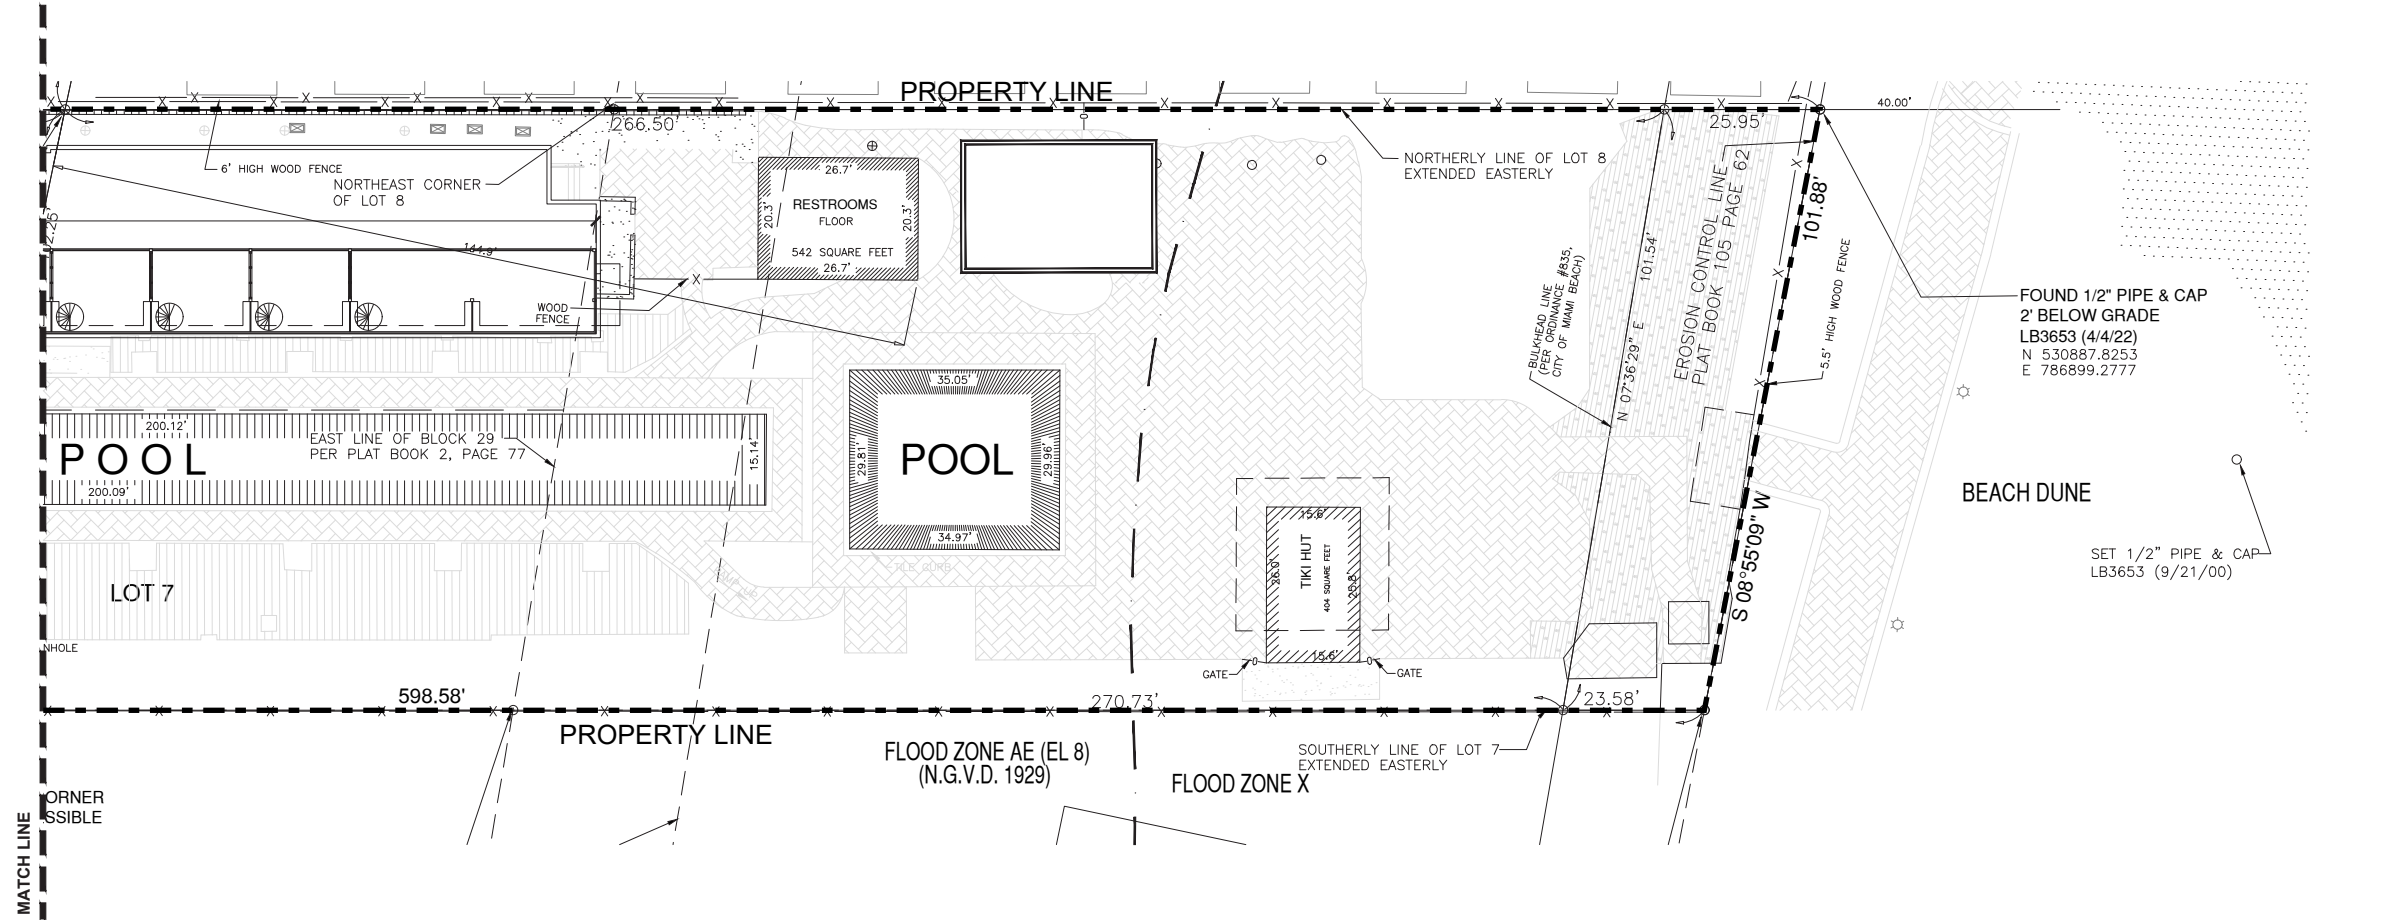 PROPERTY LINE
266.50'
25.95'
40.00'
6' HIGH WOOD FENCE
NORTHEAST CORNER
OF LOT 8
26.7'
RESTROOMS
FLOOR
20.3'
20.3'
542 SQUARE FEET
26.7'
NORTHERLY LINE OF LOT 8
EXTENDED EASTERLY
2.25'
144.9'
WOOD
FENCE
BULKHEAD LINE
(PER ORDINANCE #835,
CITY OF MIAMI BEACH)
N 07°36'29" E
101.54'
EROSION CONTROL LINE
PLAT BOOK 105 PAGE 62
101.88'
5.5' HIGH WOOD FENCE
FOUND 1/2" PIPE & CAP
2' BELOW GRADE
LB3653 (4/4/22)
N 530887.8253
E 786899.2777
200.12'
POOL
200.09'
EAST LINE OF BLOCK 29
PER PLAT BOOK 2, PAGE 77
15.14'
35.05'
29.81'
POOL
29.96'
34.97'
TILE CURB
15.6'
TIKI HUT
404 SQUARE FEET
26.0'
25.8'
15.6'
GATE
GATE
S 08°55'09" W
BEACH DUNE
SET 1/2" PIPE & CAP
LB3653 (9/21/00)
LOT 7
NHOLE
598.58'
270.73'
23.58'
PROPERTY LINE
FLOOD ZONE AE (EL 8)
(N.G.V.D. 1929)
FLOOD ZONE X
SOUTHERLY LINE OF LOT 7
EXTENDED EASTERLY
ORNER
SSIBLE
MATCH LINE